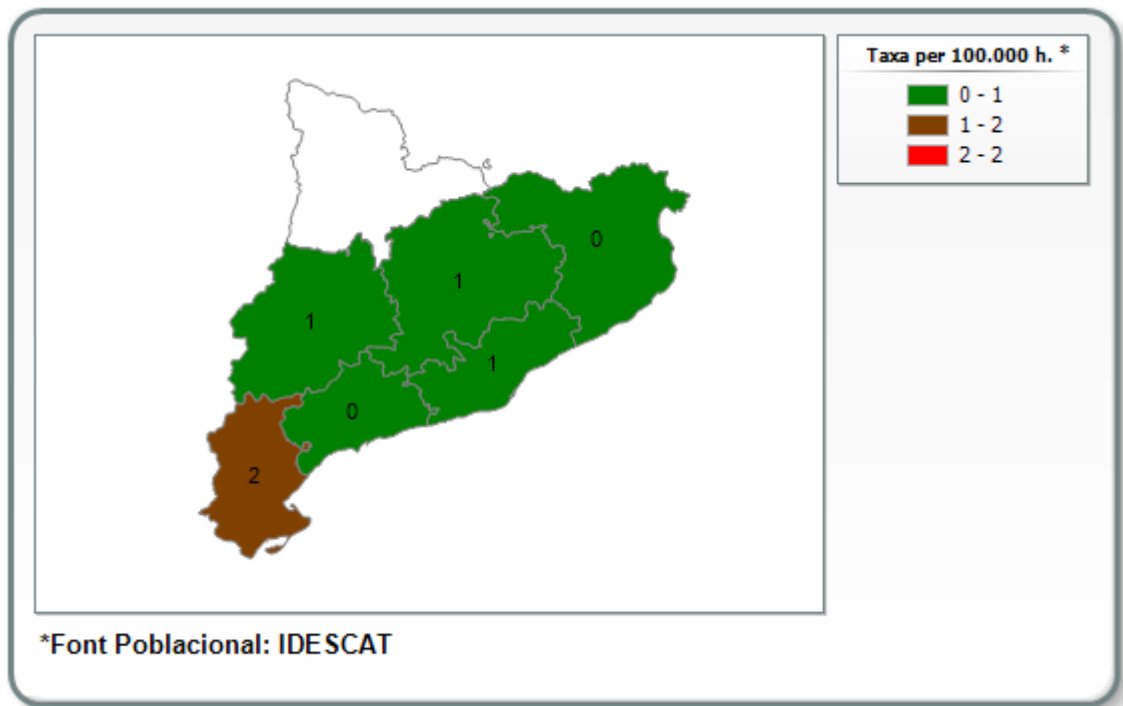 Taxa per 100.000 h. *
0 - 1
1 - 2
2 - 2
0
1
1
1
0
2
*Font Poblacional: IDESCAT